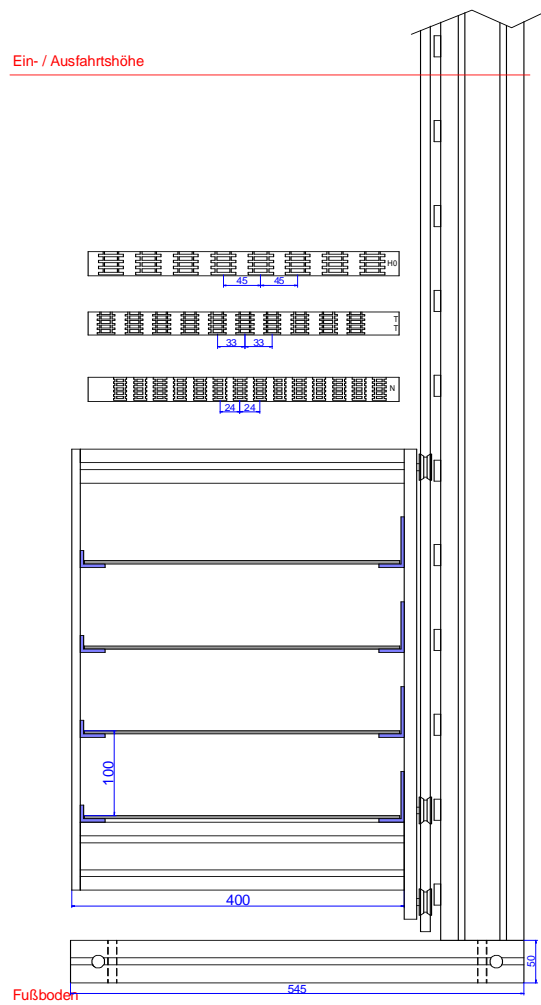 Ein- / Ausfahrtshöhe
H0
45 45
T
T
33 33
N
24 24
100
400
50
Fußboden
545